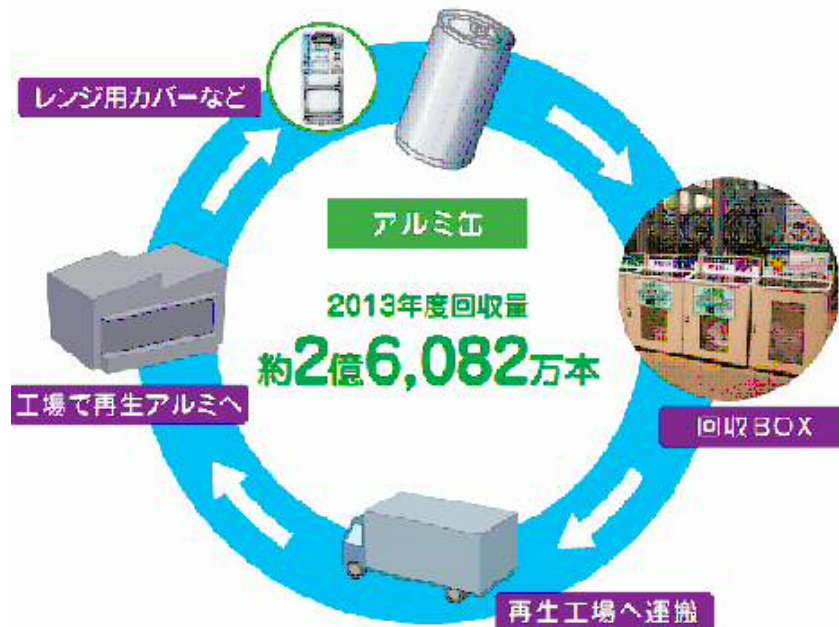 レンジ用カバーなど
アルミ缶
2013年度回収量
約2億6,082万本
工場で再生アルミへ
回収BOX
再生工場へ運搬